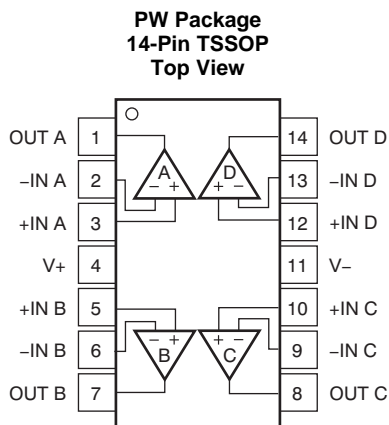 PW Package
14-Pin TSSOP
Top View
OUT A 1 14 OUT D
–IN A 2 A D 13 –IN D
– + + –
+IN A 3 12 +IN D
V+ 4 11 V–
+IN B 5 10 +IN C
– + + –
–IN B 6 B C 9 –IN C
OUT B 7 8 OUT C